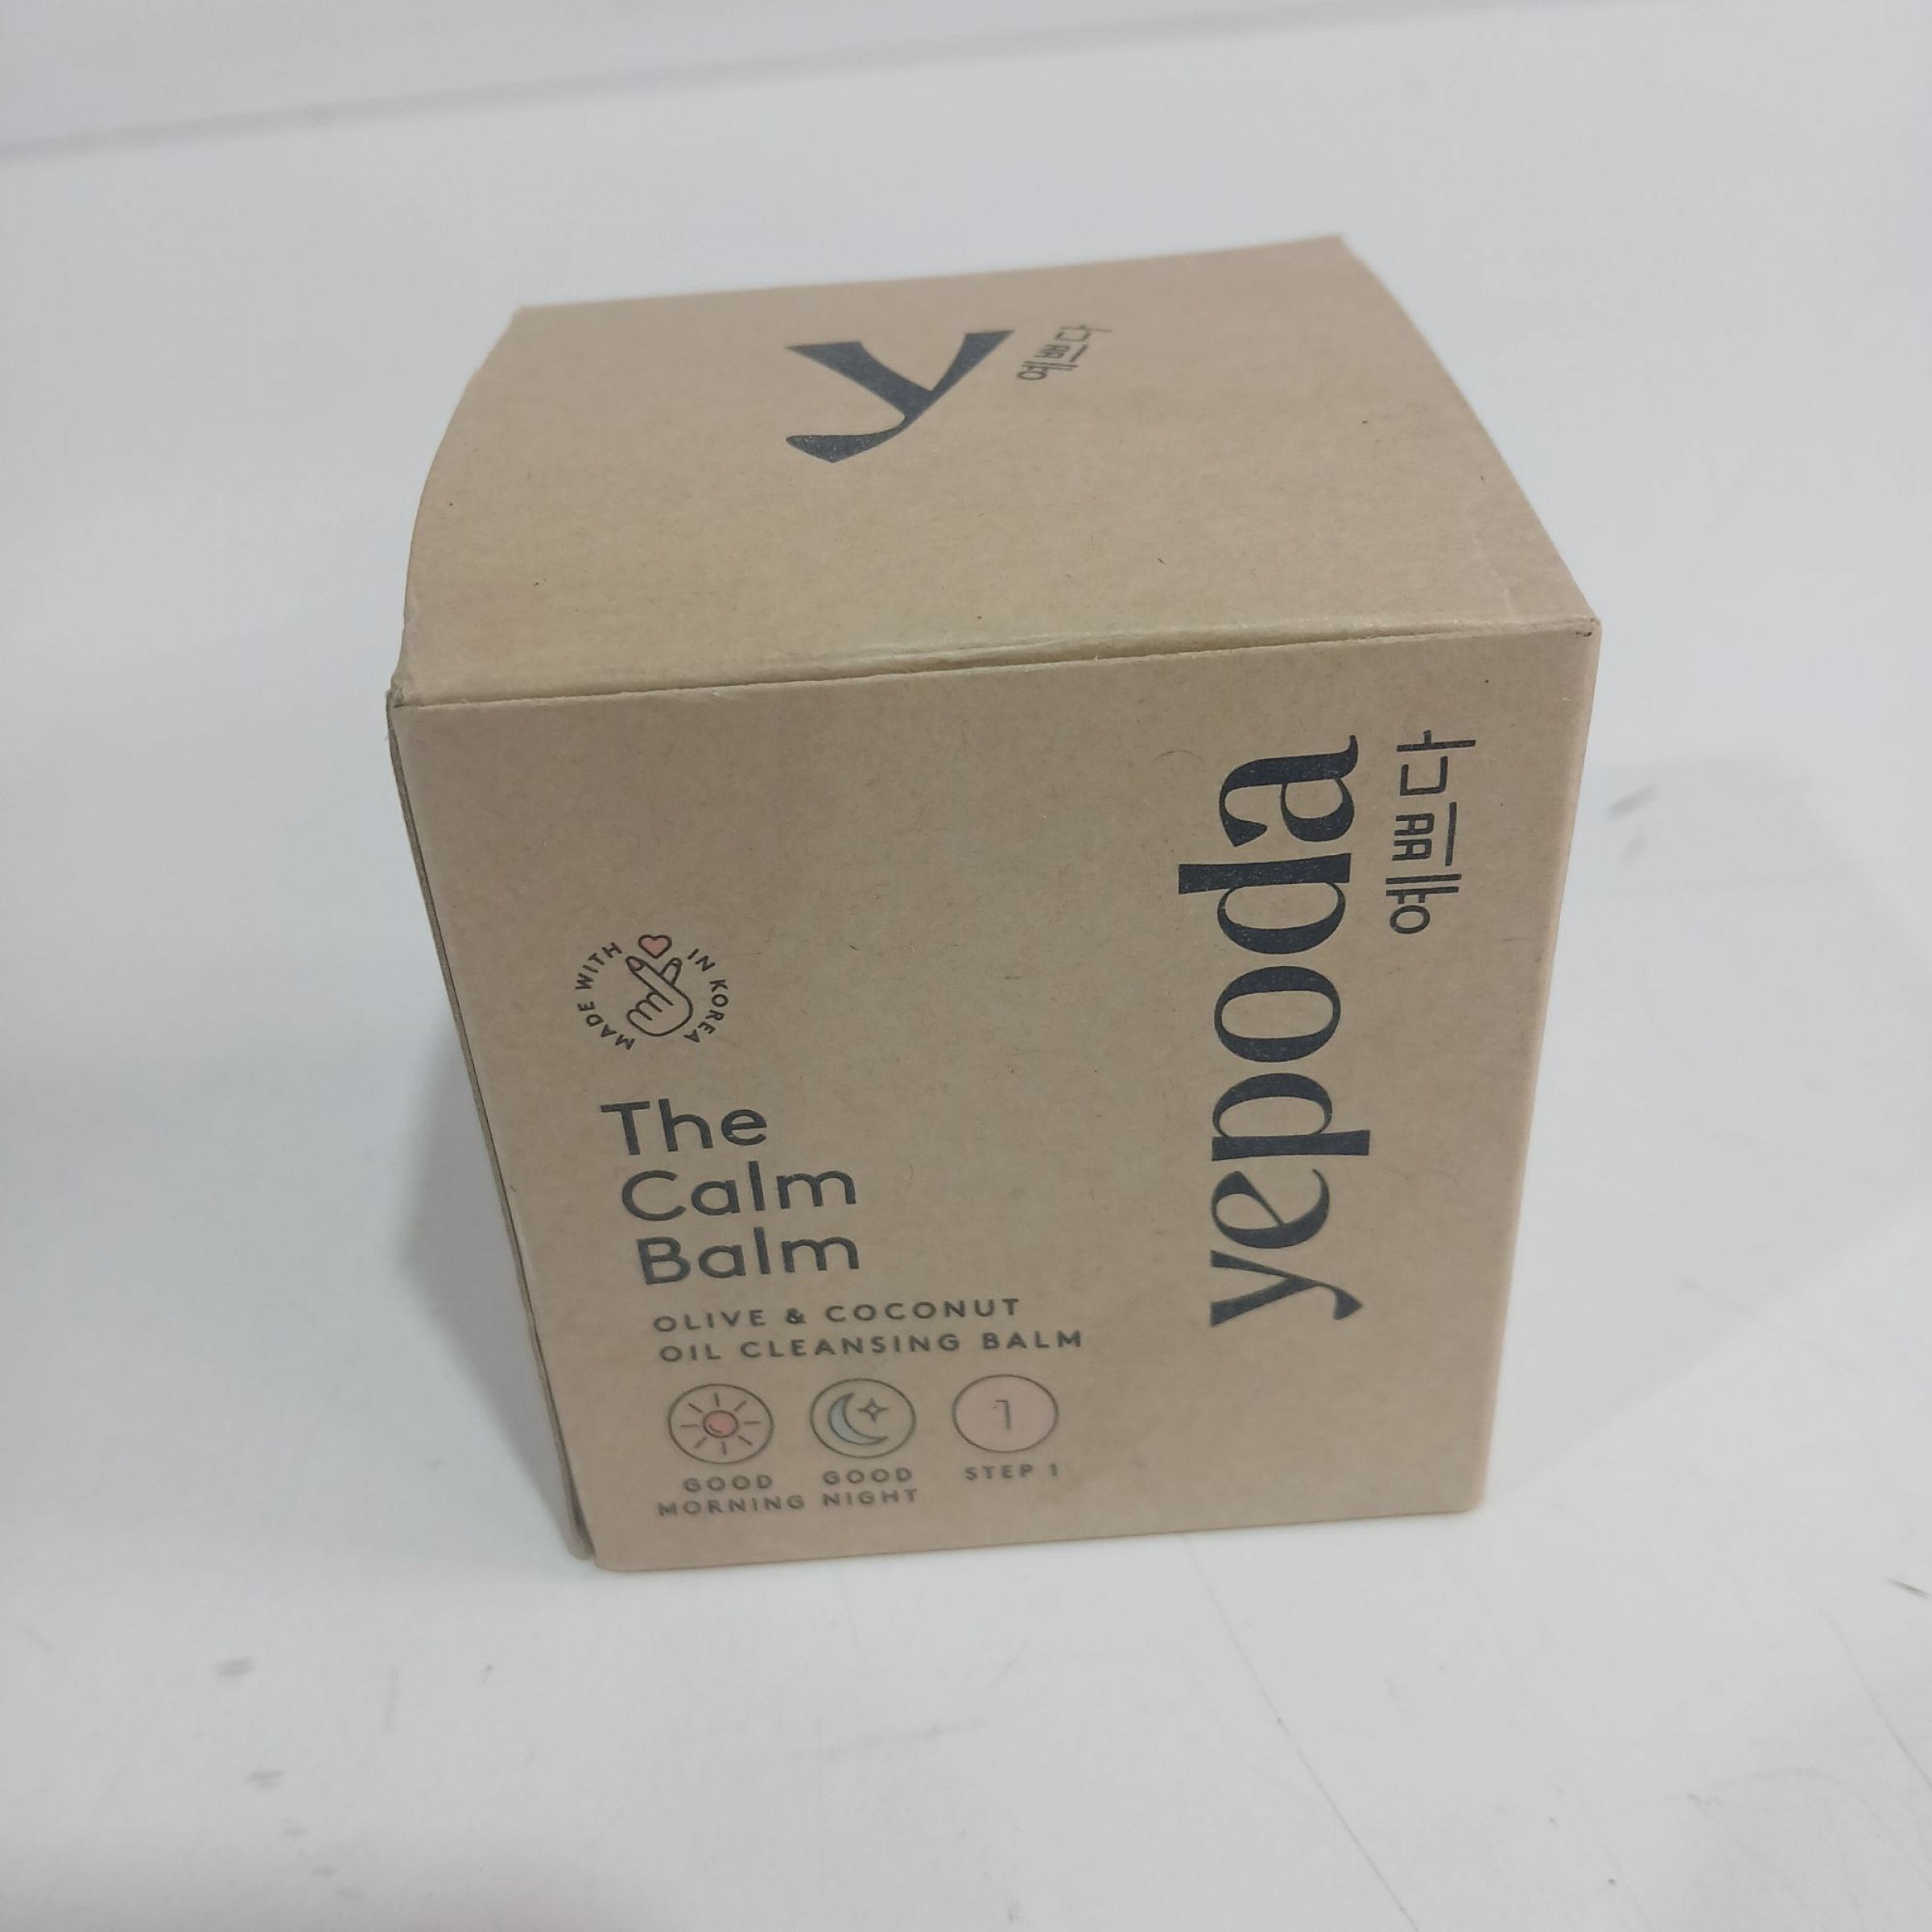 y
예쁘다
yepoda
예쁘다
MADE WITH IN KOREA
The
Calm
Balm
OLIVE & COCONUT
OIL CLEANSING BALM
1
GOOD MORNING
GOOD NIGHT
STEP 1